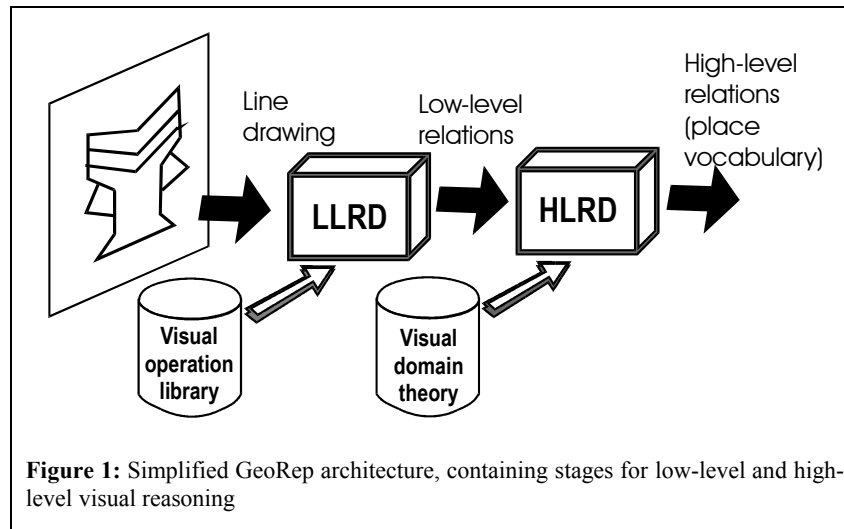 Line
drawing
Low-level
relations
High-level
relations
(place
vocabulary)
LLRD
HLRD
Visual
operation
library
Visual
domain
theory
Figure 1: Simplified GeoRep architecture, containing stages for low-level and high-
level visual reasoning